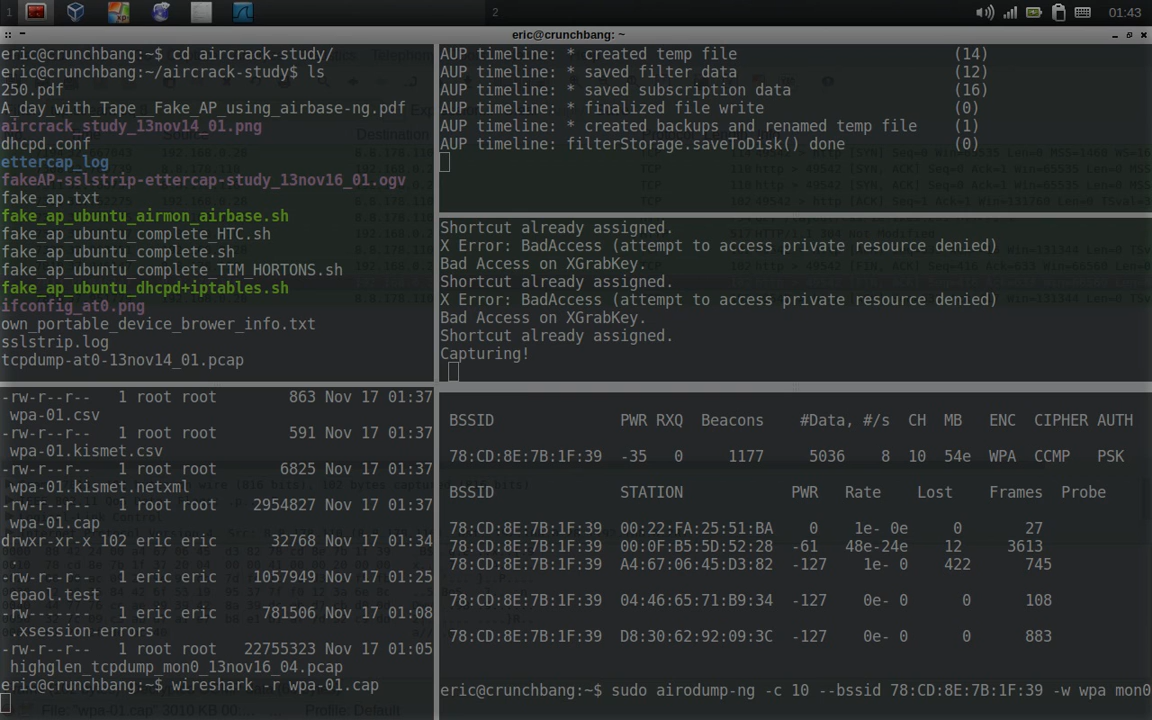 1
2
01:43
eric@crunchbang: ~
eric@crunchbang:~$ cd aircrack-study/
eric@crunchbang:~/aircrack-study$ ls
250.pdf
A_day_with_Tape__Fake_AP_using_airbase-ng.pdf
aircrack_study_13nov14_01.png
dhcpd.conf
ettercap_log
fakeAP-sslstrip-ettercap-study_13nov16_01.ogv
fake_ap.txt
fake_ap_ubuntu_airmon_airbase.sh
fake_ap_ubuntu_complete_HTC.sh
fake_ap_ubuntu_complete.sh
fake_ap_ubuntu_complete_TIM_HORTONS.sh
fake_ap_ubuntu_dhcpd+iptables.sh
ifconfig_at0.png
own_portable_device_brower_info.txt
sslstrip.log
tcpdump-at0-13nov14_01.pcap
AUP timeline: * created temp file (14)
AUP timeline: * saved filter data (12)
AUP timeline: * saved subscription data (16)
AUP timeline: * finalized file write (0)
AUP timeline: * created backups and renamed temp file (1)
AUP timeline: filterStorage.saveToDisk() done (0)
Shortcut already assigned.
X Error: BadAccess (attempt to access private resource denied)
Bad Access on XGrabKey.
Shortcut already assigned.
X Error: BadAccess (attempt to access private resource denied)
Bad Access on XGrabKey.
Shortcut already assigned.
Capturing!
-rw-r--r-- 1 root root 863 Nov 17 01:37
wpa-01.csv
-rw-r--r-- 1 root root 591 Nov 17 01:37
wpa-01.kismet.csv
-rw-r--r-- 1 root root 6825 Nov 17 01:37
wpa-01.kismet.netxml
-rw-r--r-- 1 root root 2954827 Nov 17 01:37
wpa-01.cap
drwxr-xr-x 102 eric eric 32768 Nov 17 01:34
.
-rw-r--r-- 1 eric eric 1057949 Nov 17 01:25
epaol.test
-rw-r--r-- 1 eric eric 781506 Nov 17 01:08
.xsession-errors
-rw-r--r-- 1 root root 22755323 Nov 17 01:05
highglen_tcpdump_mon0_13nov16_04.pcap
eric@crunchbang:~$ wireshark -r wpa-01.cap
File: "wpa-01.cap" 3010 KB 00:... Profile: Default
BSSID PWR RXQ Beacons #Data, #/s CH MB ENC CIPHER AUTH
78:CD:8E:7B:1F:39 -35 0 1177 5036 8 10 54e WPA CCMP PSK
BSSID STATION PWR Rate Lost Frames Probe
78:CD:8E:7B:1F:39 00:22:FA:25:51:BA 0 1e- 0e 0 27
78:CD:8E:7B:1F:39 00:0F:B5:5D:52:28 -61 48e-24e 12 3613
78:CD:8E:7B:1F:39 A4:67:06:45:D3:82 -127 1e- 0 422 745
78:CD:8E:7B:1F:39 04:46:65:71:B9:34 -127 0e- 0 0 108
78:CD:8E:7B:1F:39 D8:30:62:92:09:3C -127 0e- 0 0 883
eric@crunchbang:~$ sudo airodump-ng -c 10 --bssid 78:CD:8E:7B:1F:39 -w wpa mon0